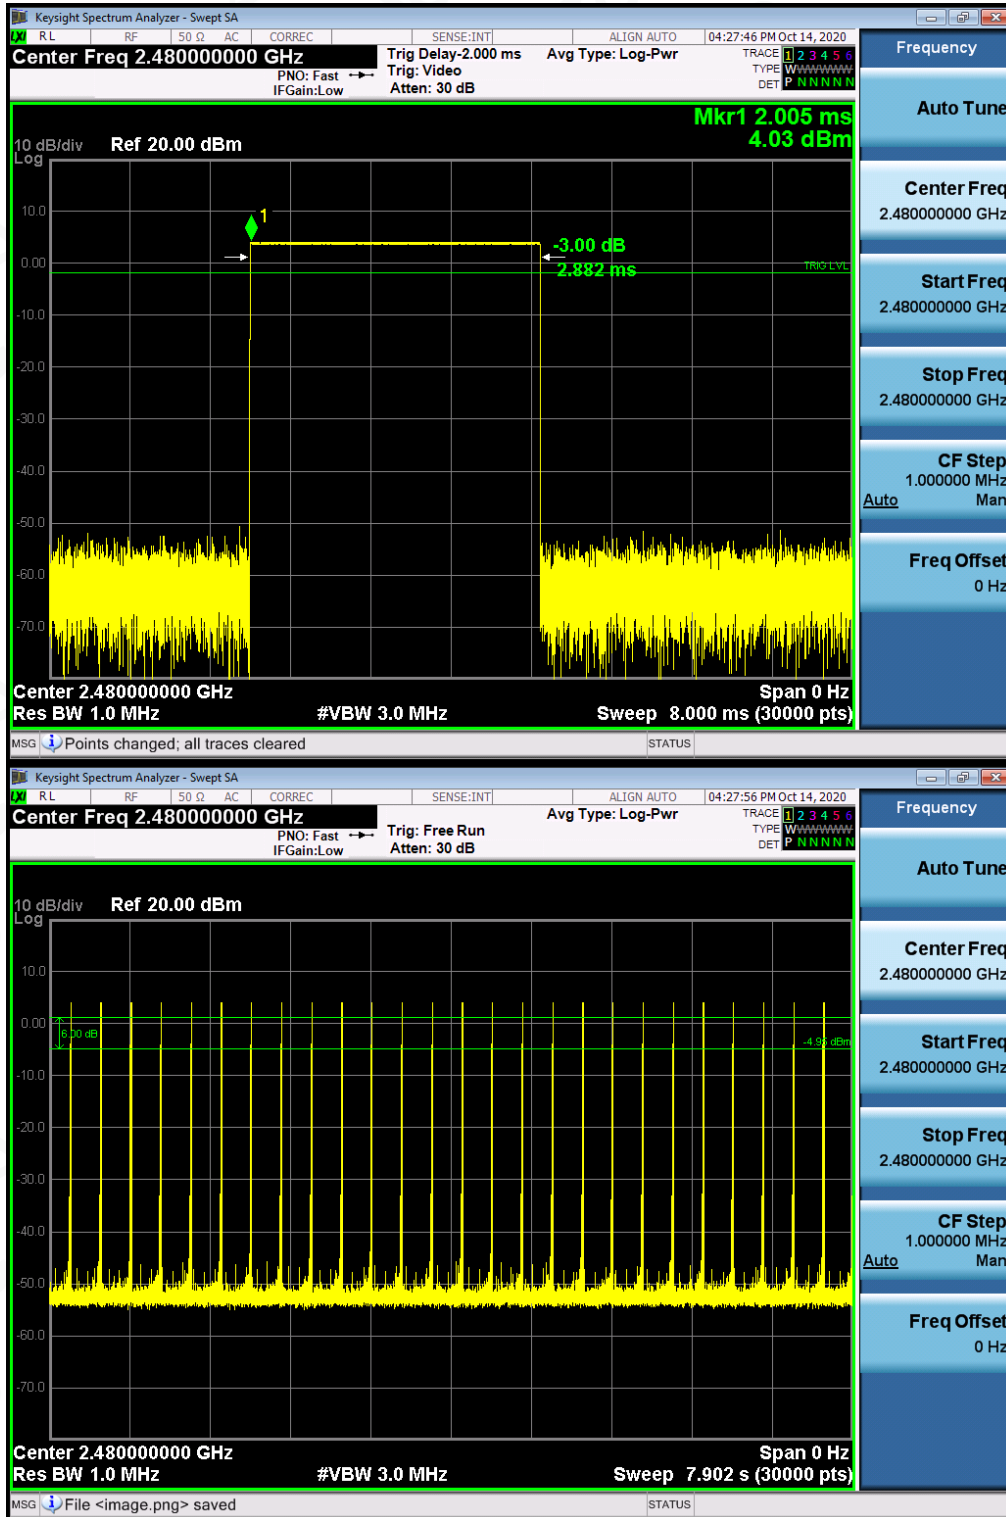 Keysight Spectrum Analyzer - Swept SA
LXI RL RF 50 Ω AC CORREC SENSE:INT ALIGN AUTO 04:27:46 PM Oct 14, 2020
Center Freq 2.480000000 GHz
PNO: Fast
IFGain:Low
Trig Delay-2.000 ms
Trig: Video
Atten: 30 dB
Avg Type: Log-Pwr
TRACE 1 2 3 4 5 6
TYPE WWWWWW
DET P N N N N N
Mkr1 2.005 ms
4.03 dBm
10 dB/div Ref 20.00 dBm
Log
10.0
0.00
-10.0
-20.0
-30.0
-40.0
-50.0
-60.0
-70.0
1
-3.00 dB
2.882 ms
TRIG LVL
Center 2.480000000 GHz Span 0 Hz
Res BW 1.0 MHz #VBW 3.0 MHz Sweep 8.000 ms (30000 pts)
MSG Points changed; all traces cleared STATUS
Frequency
Auto Tune
Center Freq
2.480000000 GHz
Start Freq
2.480000000 GHz
Stop Freq
2.480000000 GHz
CF Step
1.000000 MHz
Auto Man
Freq Offset
0 Hz
Keysight Spectrum Analyzer - Swept SA
LXI RL RF 50 Ω AC CORREC SENSE:INT ALIGN AUTO 04:27:56 PM Oct 14, 2020
Center Freq 2.480000000 GHz
PNO: Fast
IFGain:Low
Trig: Free Run
Atten: 30 dB
Avg Type: Log-Pwr
TRACE 1 2 3 4 5 6
TYPE WWWWWW
DET P N N N N N
10 dB/div Ref 20.00 dBm
Log
10.0
0.00
-10.0
-20.0
-30.0
-40.0
-50.0
-60.0
-70.0
6.00 dB
Center 2.480000000 GHz Span 0 Hz
Res BW 1.0 MHz #VBW 3.0 MHz Sweep 7.902 s (30000 pts)
MSG File <image.png> saved STATUS
Frequency
Auto Tune
Center Freq
2.480000000 GHz
Start Freq
2.480000000 GHz
Stop Freq
2.480000000 GHz
CF Step
1.000000 MHz
Auto Man
Freq Offset
0 Hz